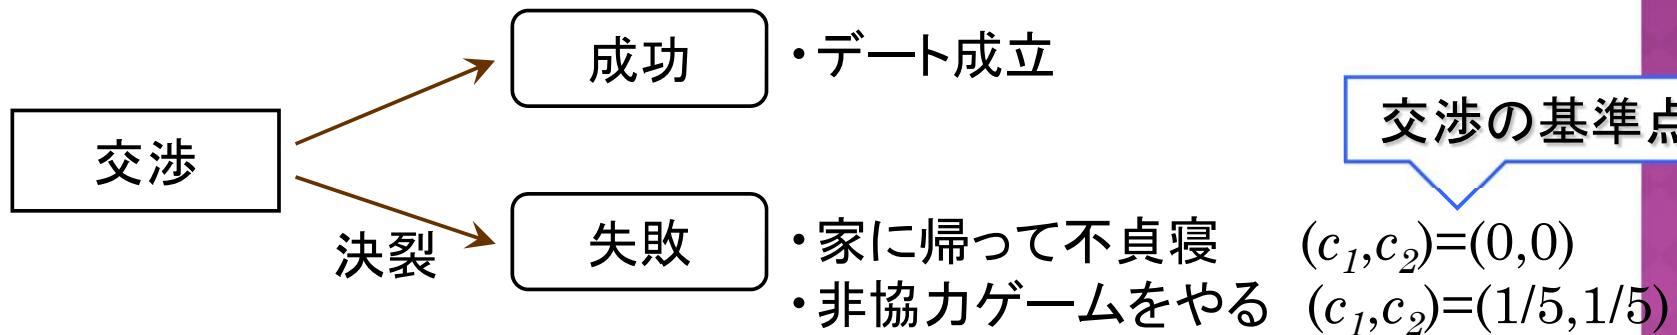 成功
・デート成立
交渉の基準点
交渉
決裂
失敗
・家に帰って不貞寝 (c₁,c₂)=(0,0)
・非協力ゲームをやる (c₁,c₂)=(1/5,1/5)